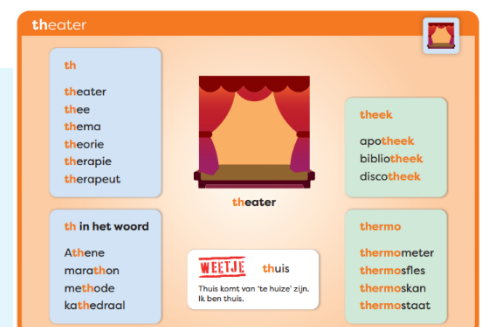 theater
th
theater
thee
thema
theorie
therapie
therapeut
theater
theek
apotheek
bibliotheek
discotheek
th in het woord
Athene
marathon
methode
kathedraal
WEETJE thuis
Thuis komt van 'te huize' zijn.
Ik ben thuis.
thermo
thermometer
thermosfles
thermoskan
thermostaat